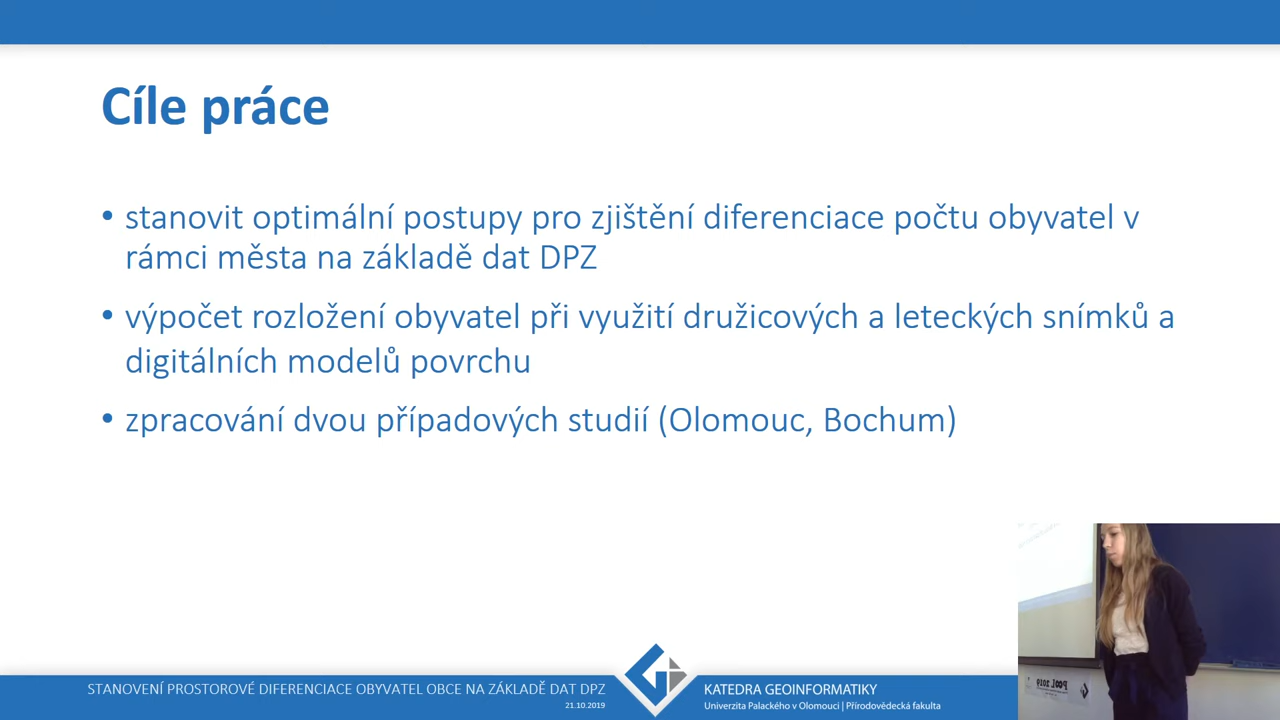 Cíle práce
• stanovit optimální postupy pro zjištění diferenciace počtu obyvatel v
rámci města na základě dat DPZ
• výpočet rozložení obyvatel při využití družicových a leteckých snímků a
digitálních modelů povrchu
• zpracování dvou případových studií (Olomouc, Bochum)
STANOVENÍ PROSTOROVÉ DIFERENCIACE OBYVATEL OBCE NA ZÁKLADĚ DAT DPZ
21.10.2019
KATEDRA GEOINFORMATIKY
Univerzita Palackého v Olomouci | Přírodovědecká fakulta